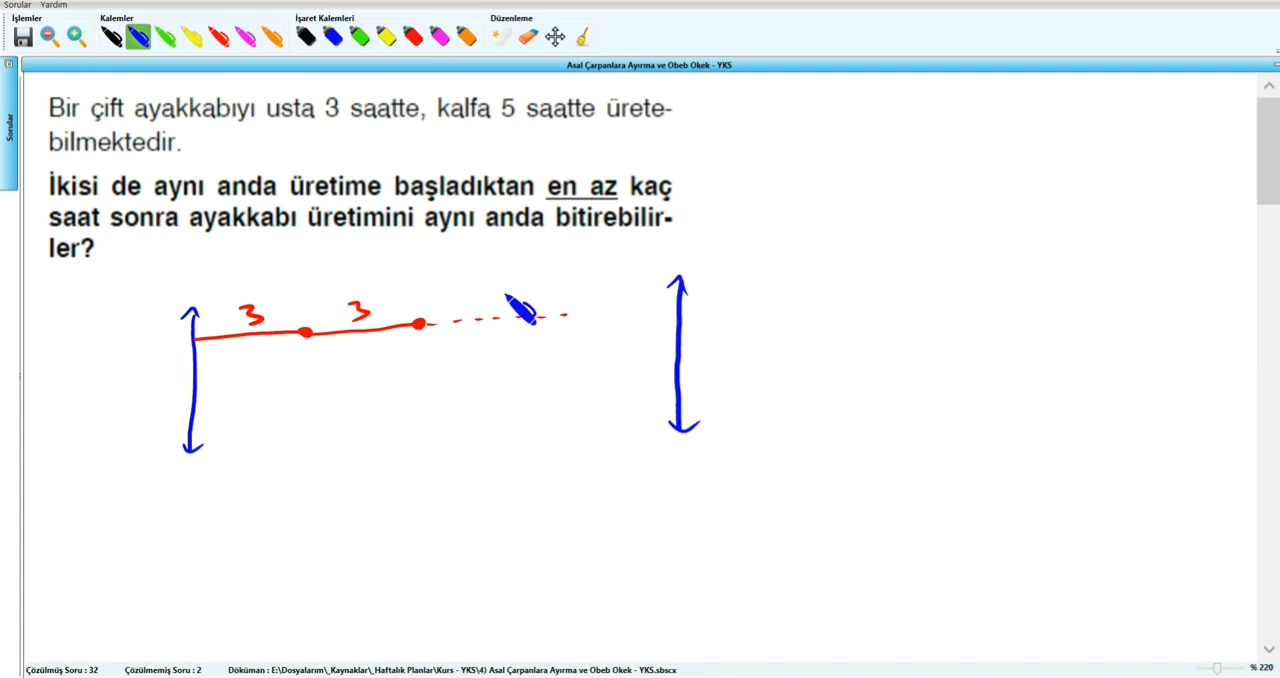 Sorular Yardım
İşlemler Kalemler İşaret Kalemleri Düzenleme
Asal Çarpanlara Ayırma ve Obeb Okek - YKS
Sorular
Bir çift ayakkabıyı usta 3 saatte, kalfa 5 saatte ürete-
bilmektedir.
İkisi de aynı anda üretime başladıktan en az kaç
saat sonra ayakkabı üretimini aynı anda bitirebilir-
ler?
3 3
Çözülmüş Soru : 32 Çözülmemiş Soru : 2 Döküman : E:\Dosyalarım\_Kaynaklar\_Haftalık Planlar\Kurs - YKS\4) Asal Çarpanlara Ayırma ve Obeb Okek - YKS.sbscx % 220